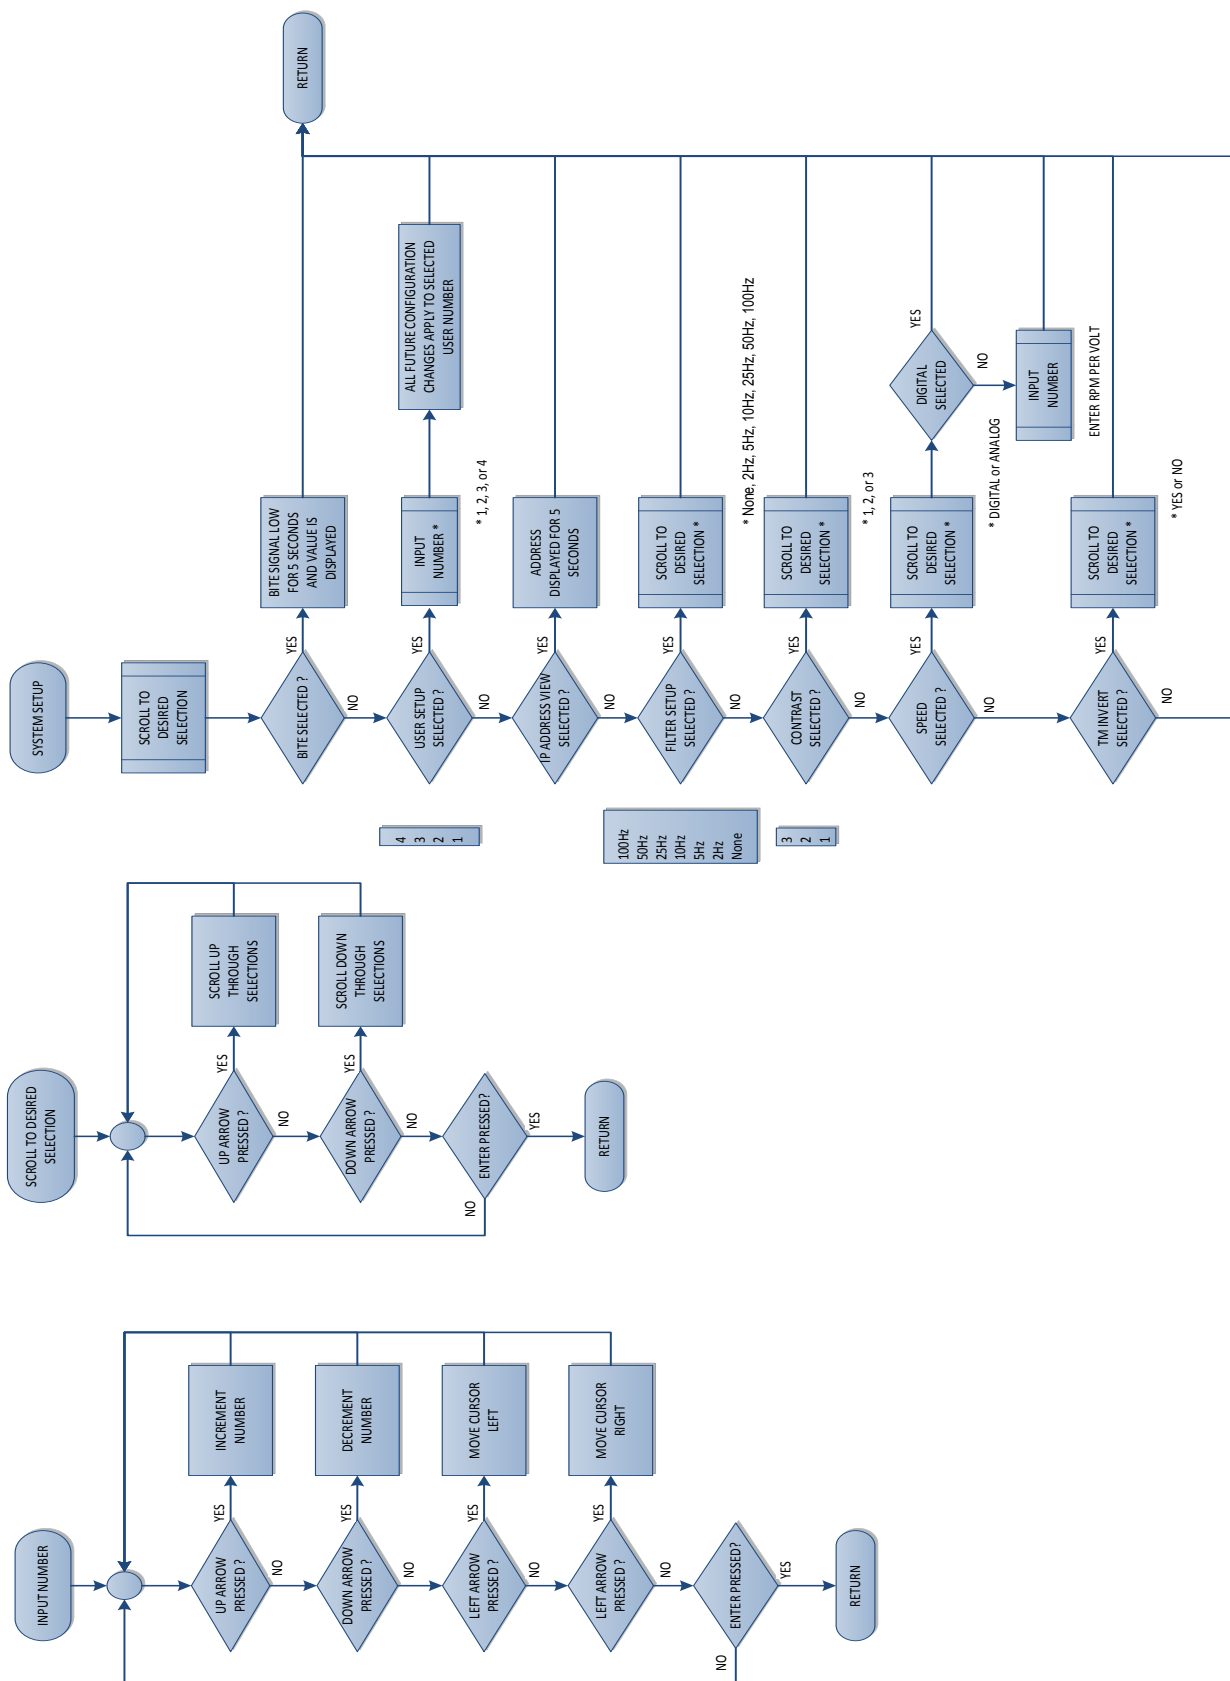 SYSTEM SETUP
SCROLL TO
DESIRED
SELECTION
BITE SELECTED ?
YES
NO
BITE SIGNAL LOW
FOR 5 SECONDS
AND VALUE IS
DISPLAYED
RETURN
USER SETUP
SELECTED ?
YES
NO
INPUT
NUMBER *
* 1, 2, 3, or 4
ALL FUTURE CONFIGURATION
CHANGES APPLY TO SELECTED
USER NUMBER
IP ADDRESS VIEW
SELECTED ?
YES
NO
ADDRESS
DISPLAYED FOR 5
SECONDS
FILTER SETUP
SELECTED ?
YES
NO
SCROLL TO
DESIRED
SELECTION *
* None, 2Hz, 5Hz, 10Hz, 25Hz, 50Hz, 100Hz
CONTRAST
SELECTED ?
YES
NO
SCROLL TO
DESIRED
SELECTION *
* 1, 2, or 3
SPEED
SELECTED ?
YES
NO
SCROLL TO
DESIRED
SELECTION *
* DIGITAL or ANALOG
DIGITAL
SELECTED
YES
NO
INPUT
NUMBER
ENTER RPM PER VOLT
TM INVERT
SELECTED ?
YES
NO
SCROLL TO
DESIRED
SELECTION *
* YES or NO
4
3
2
1
100Hz
50Hz
25Hz
10Hz
5Hz
2Hz
None
3
2
1
SCROLL TO DESIRED
SELECTION
UP ARROW
PRESSED ?
YES
NO
SCROLL UP
THROUGH
SELECTIONS
DOWN ARROW
PRESSED ?
YES
NO
SCROLL DOWN
THROUGH
SELECTIONS
ENTER PRESSED?
NO
YES
RETURN
INPUT NUMBER
UP ARROW
PRESSED ?
YES
NO
INCREMENT
NUMBER
DOWN ARROW
PRESSED ?
YES
NO
DECREMENT
NUMBER
LEFT ARROW
PRESSED ?
YES
NO
MOVE CURSOR
LEFT
LEFT ARROW
PRESSED ?
YES
NO
MOVE CURSOR
RIGHT
ENTER PRESSED?
NO
YES
RETURN